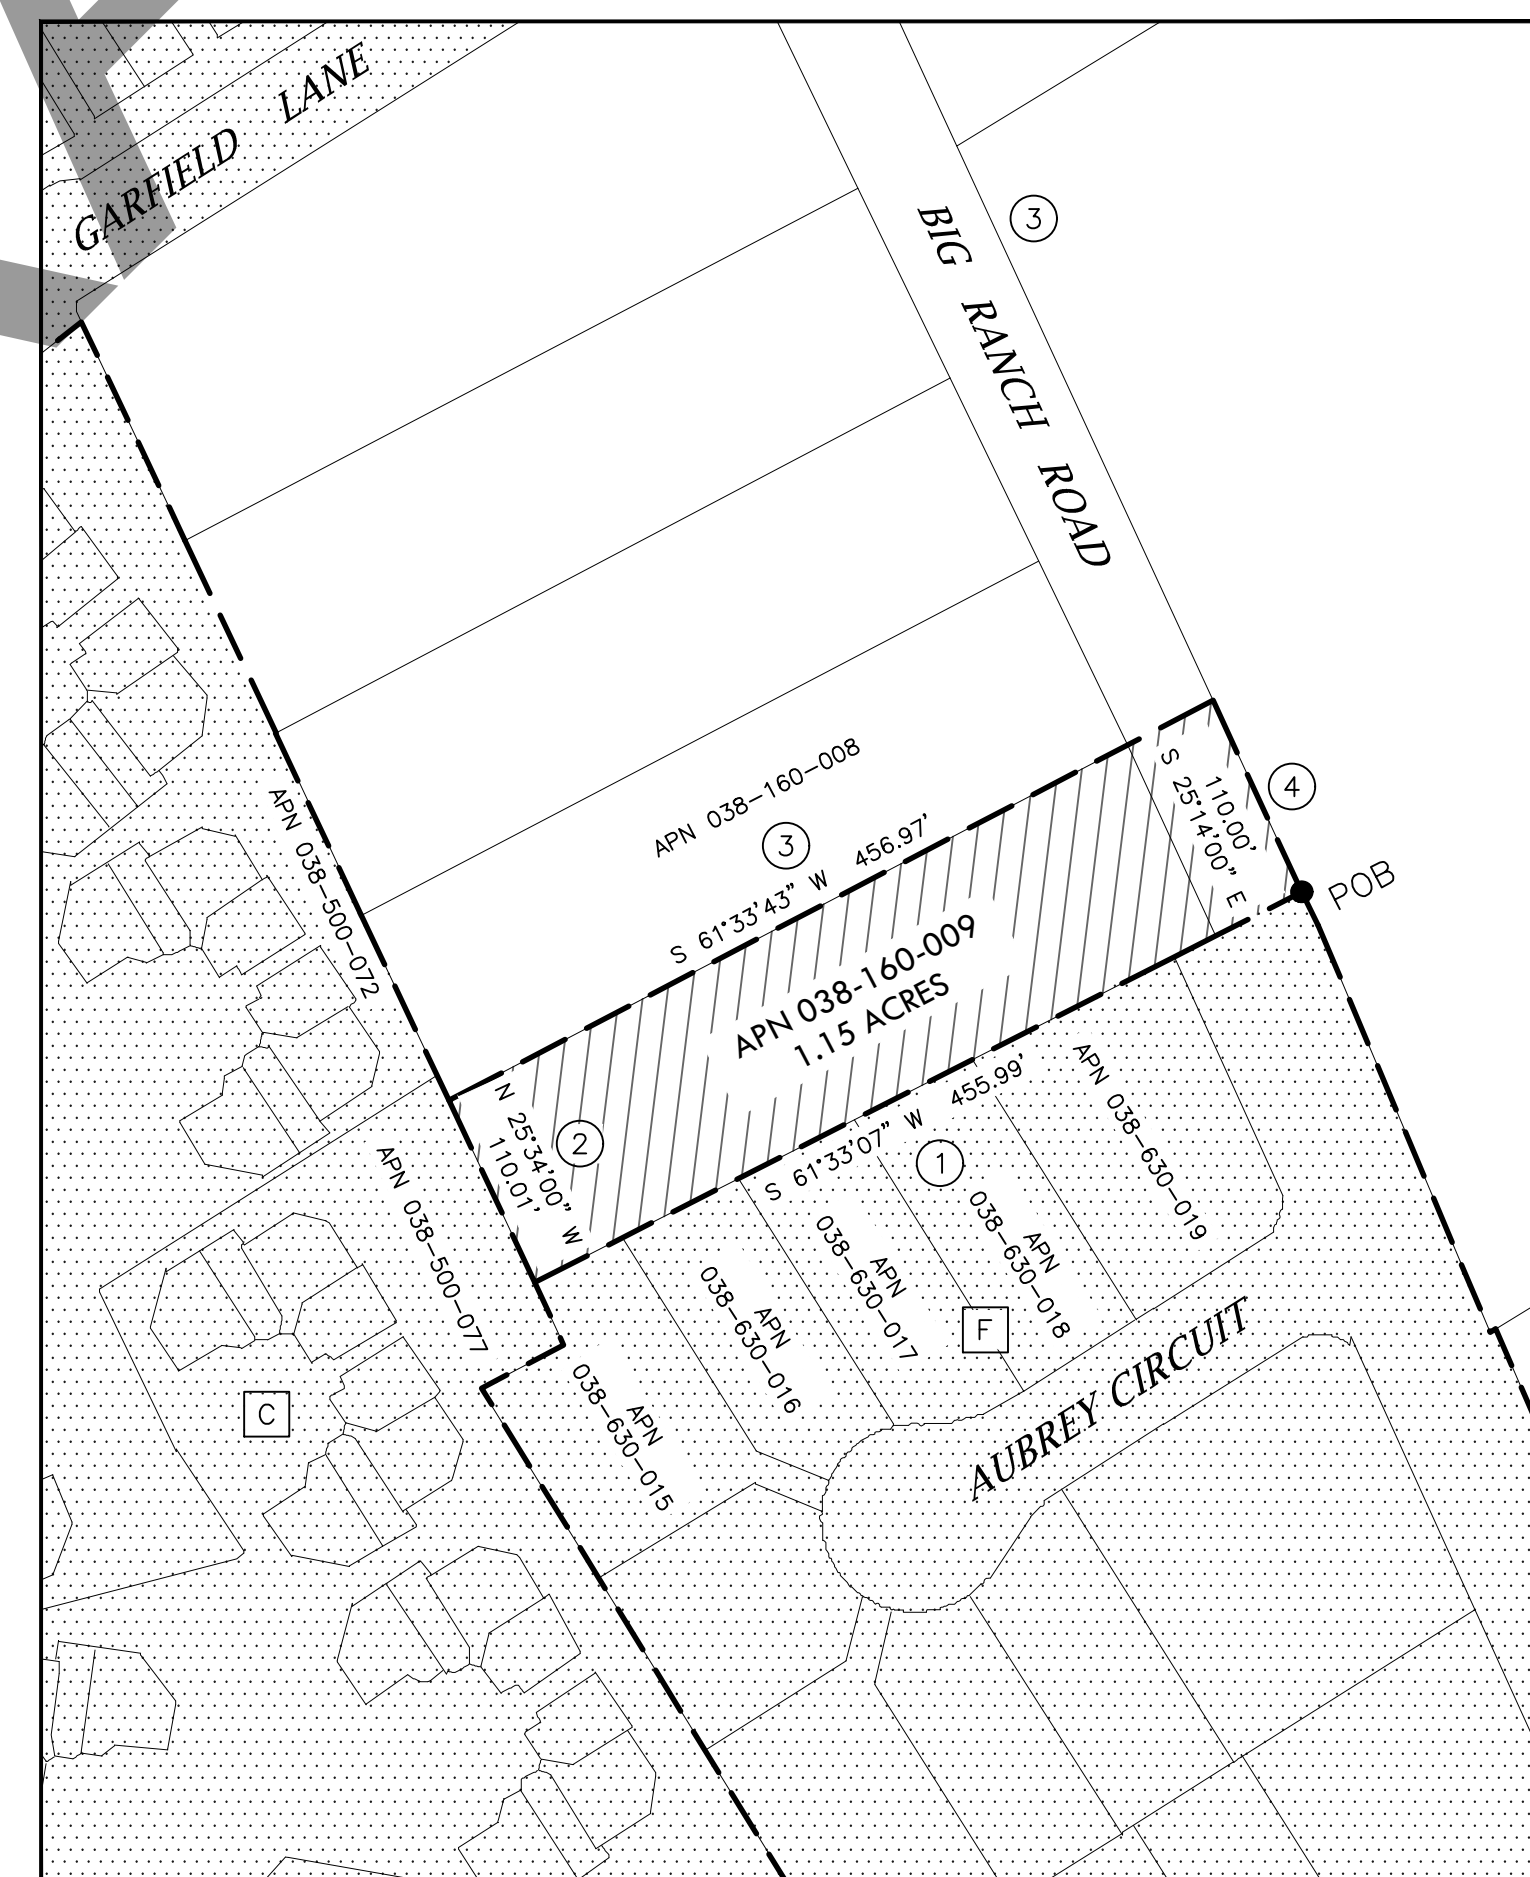 GARFIELD LANE
3
BIG RANCH ROAD
APN 038-160-008
3
S 61°33'43" W 456.97'
4
110.00'
S 25°14'00" E
POB
APN 038-500-072
APN 038-160-009
1.15 ACRES
N 25°34'00" W
110.01'
2
S 61°33'07" W 455.99'
1
APN 038-630-019
APN
038-630-018
APN
038-630-017
APN
038-630-016
APN
038-630-015
APN 038-500-077
F
C
AUBREY CIRCUIT